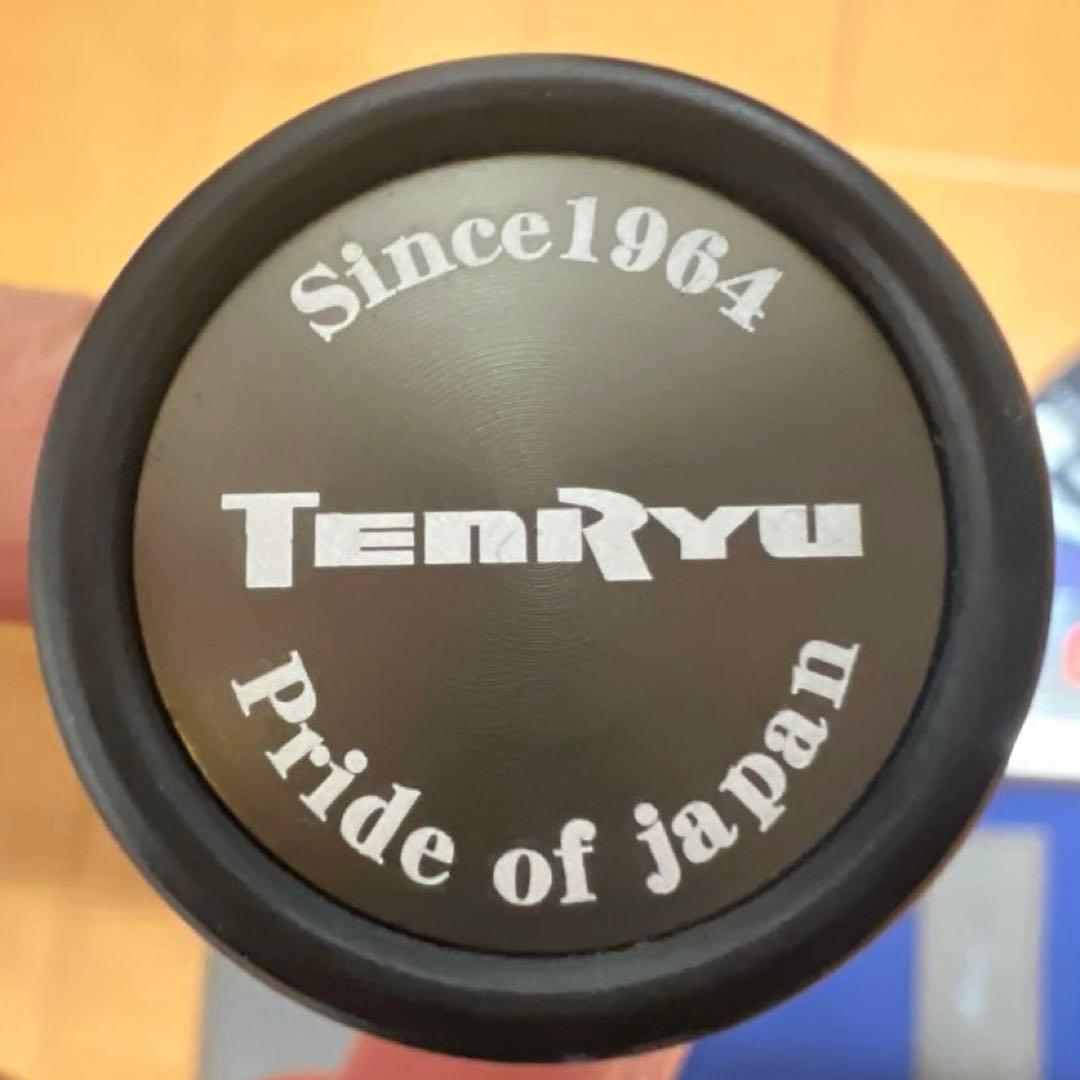 Since1964
TENRYU
Pride of japan